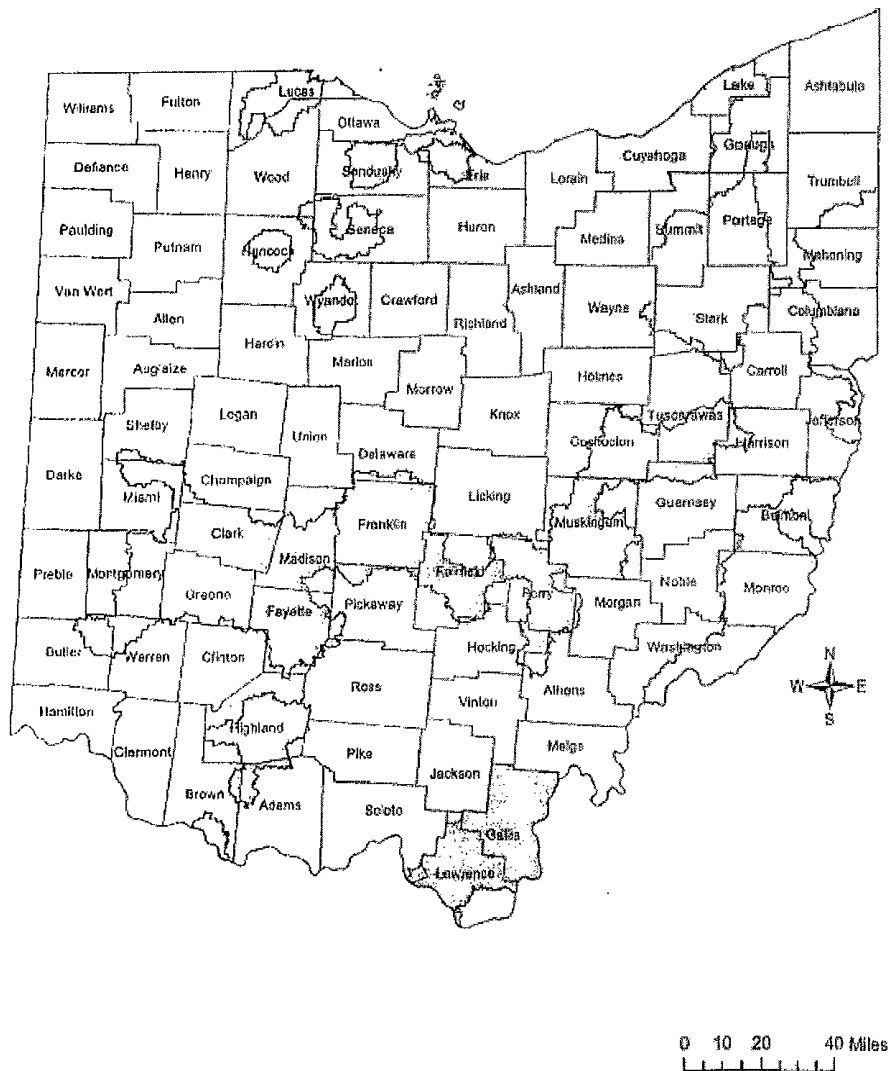 Lake
Ashtabula
Lucas
Williams
Fulton
Ottawa
Cuyahoga
Geauga
Defiance
Henry
Wood
Sandusky
Erie
Lorain
Trumbull
Paulding
Putnam
Seneca
Huron
Medina
Summit
Portage
Hancock
Mahoning
Van Wert
Allen
Wyando
Crawford
Ashland
Wayne
Stark
Columbiana
Richland
Hardin
Mercer
Auglaize
Marion
Morrow
Holmes
Carroll
Logan
Knox
Tuscarawas
Shelby
Union
Coshocton
Harrison
Jefferson
Delaware
Darke
Champaign
Licking
Miami
Guernsey
Belmont
Franklin
Muskingum
Clark
Madison
Fairfield
Preble
Montgomery
Noble
Monroe
Greene
Perry
Fayette
Pickaway
Morgan
Hocking
Washington
N
Butler
Warren
Clinton
W
E
Ross
Athens
S
Hamilton
Highland
Vinton
Clermont
Pike
Meigs
Jackson
Brown
Adams
Scioto
Gallia
Lawrence
0 10 20 40 Miles